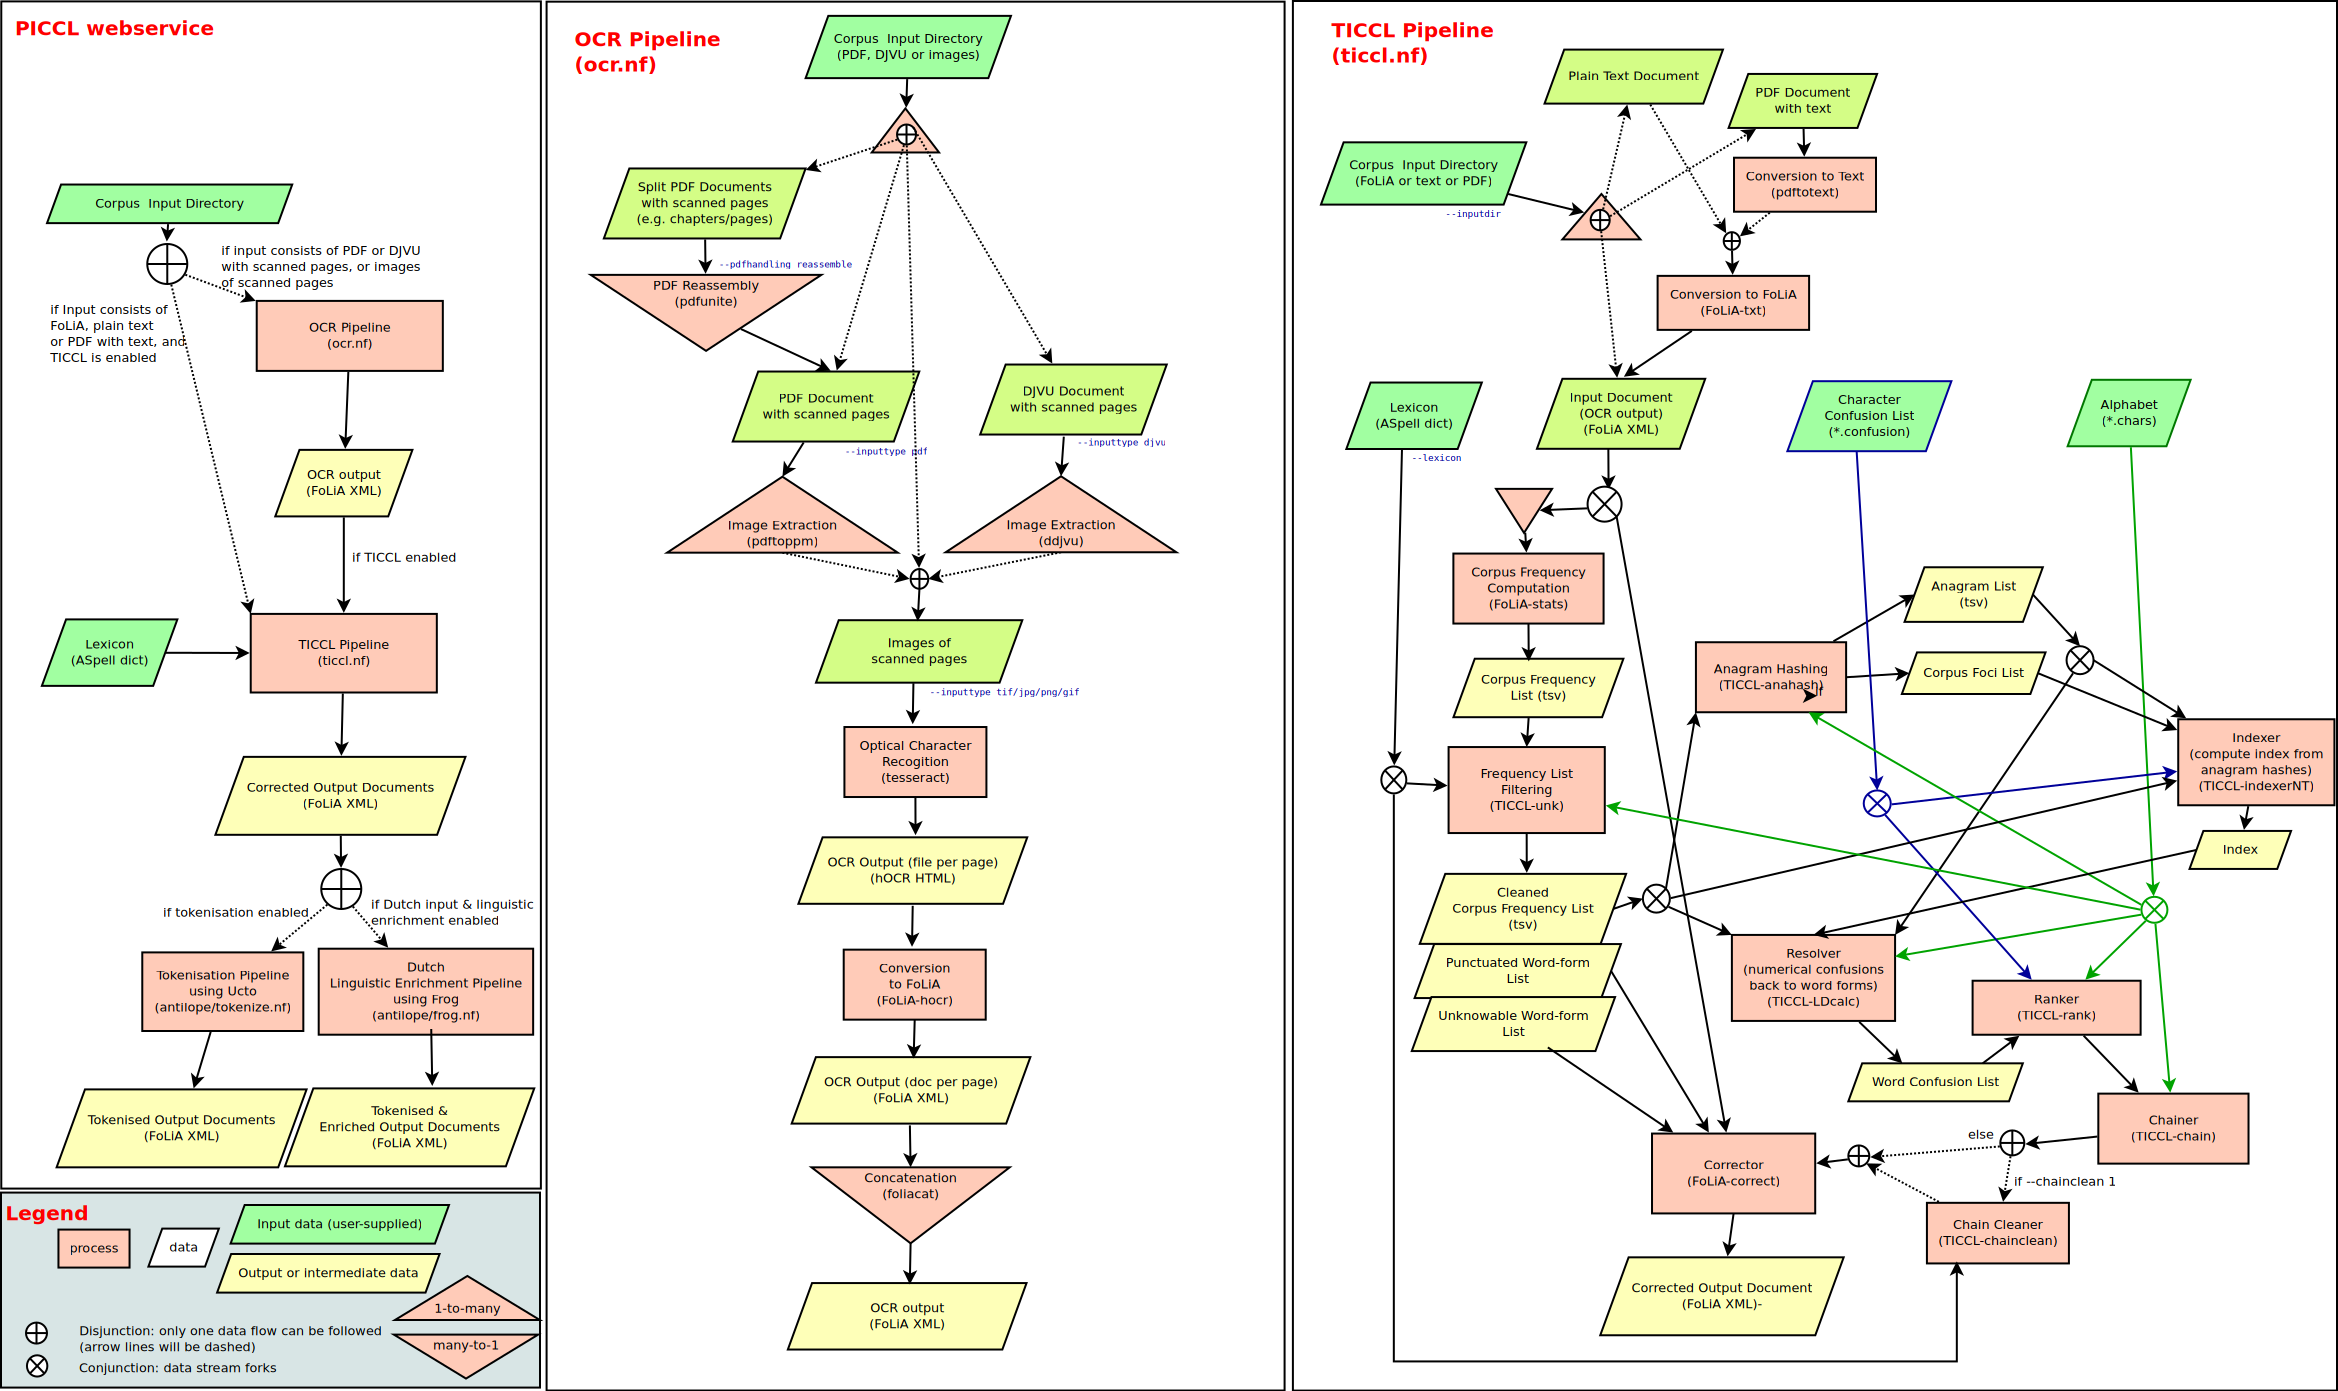 PICCL webservice
Corpus  Input Directory
if input consists of PDF or DJVU
with scanned pages, or images
of scanned pages
if Input consists of
FoLiA, plain text
or PDF with text, and
TICCL is enabled
OCR Pipeline
(ocr.nf)
OCR output
(FoLiA XML)
if TICCL enabled
Lexicon
(ASpell dict)
TICCL Pipeline
(ticcl.nf)
Corrected Output Documents
(FoLiA XML)
if tokenisation enabled
if Dutch input & linguistic
enrichment enabled
Tokenisation Pipeline
using Ucto
(antilope/tokenize.nf)
Dutch
Linguistic Enrichment Pipeline
using Frog
(antilope/frog.nf)
Tokenised Output Documents
(FoLiA XML)
Tokenised &
Enriched Output Documents
(FoLiA XML)
Legend
process
data
Input data (user-supplied)
Output or intermediate data
1-to-many
many-to-1
Disjunction: only one data flow can be followed
(arrow lines will be dashed)
Conjunction: data stream forks
OCR Pipeline
(ocr.nf)
Corpus  Input Directory
(PDF, DJVU or images)
Split PDF Documents
with scanned pages
(e.g. chapters/pages)
--pdfhandling reassemble
PDF Reassembly
(pdfunite)
PDF Document
with scanned pages
--inputtype pdf
DJVU Document
with scanned pages
--inputtype djvu
Image Extraction
(pdftoppm)
Image Extraction
(ddjvu)
Images of
scanned pages
--inputtype tif/jpg/png/gif
Optical Character
Recogition
(tesseract)
OCR Output (file per page)
(hOCR HTML)
Conversion
to FoLiA
(FoLiA-hocr)
OCR Output (doc per page)
(FoLiA XML)
Concatenation
(foliacat)
OCR output
(FoLiA XML)
TICCL Pipeline
(ticcl.nf)
Plain Text Document
PDF Document
with text
Corpus  Input Directory
(FoLiA or text or PDF)
--inputdir
Conversion to Text
(pdftotext)
Conversion to FoLiA
(FoLiA-txt)
Lexicon
(ASpell dict)
--lexicon
Input Document
(OCR output)
(FoLiA XML)
Character
Confusion List
(*.confusion)
Alphabet
(*.chars)
Corpus Frequency
Computation
(FoLiA-stats)
Anagram List
(tsv)
Corpus Frequency
List (tsv)
Anagram Hashing
(TICCL-anahash)
if
Corpus Foci List
Frequency List
Filtering
(TICCL-unk)
Indexer
(compute index from
anagram hashes)
(TICCL-indexerNT)
Index
Cleaned
Corpus Frequency List
(tsv)
Punctuated Word-form
List
Unknowable Word-form
List
Resolver
(numerical confusions
back to word forms)
(TICCL-LDcalc)
Ranker
(TICCL-rank)
Word Confusion List
Chainer
(TICCL-chain)
else
if --chainclean 1
Corrector
(FoLiA-correct)
Chain Cleaner
(TICCL-chainclean)
Corrected Output Document
(FoLiA XML)-